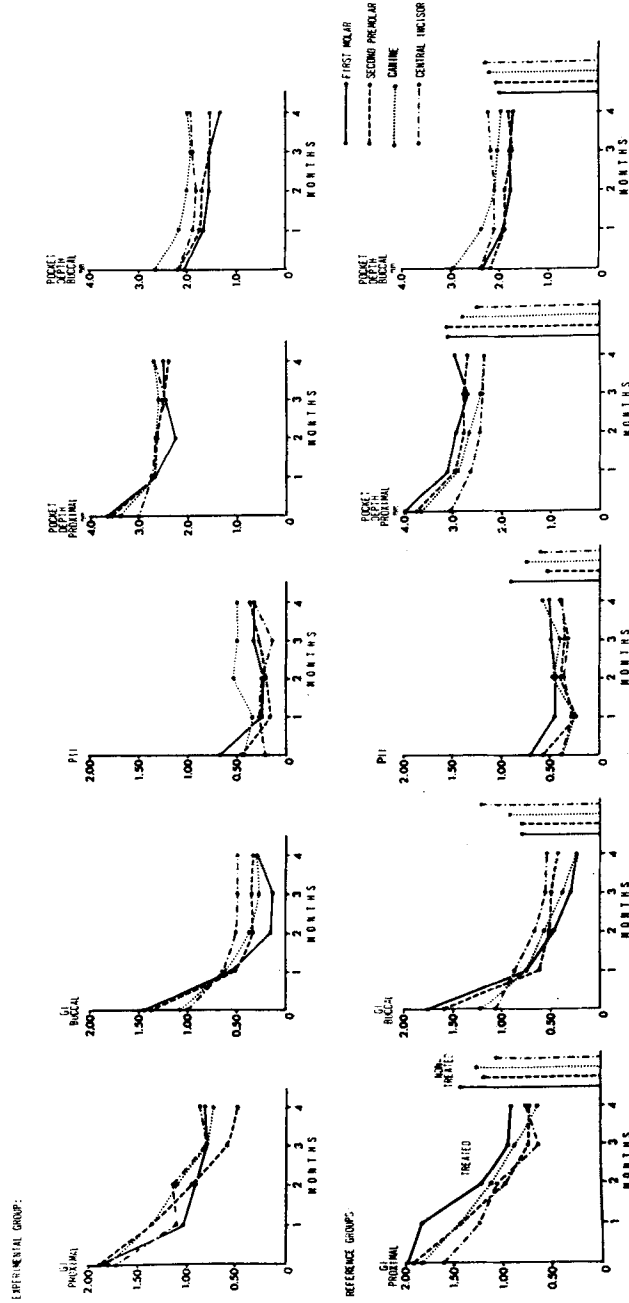 EXPERIMENTAL GROUP:
GI
PROXIMAL
2.00
1.50
1.00
0.50
0
1 2 3 4
MONTHS
GI
BUCCAL
2.00
1.50
1.00
0.50
0
1 2 3 4
MONTHS
PlI
2.00
1.50
1.00
0.50
0
1 2 3 4
MONTHS
POCKET
DEPTH
PROXIMAL
4.0
3.0
2.0
1.0
0
1 2 3 4
MONTHS
POCKET
DEPTH
BUCCAL
4.0
3.0
2.0
1.0
0
1 2 3 4
MONTHS
REFERENCE GROUPS
GI
PROXIMAL
2.00
1.50
1.00
0.50
0
TREATED
NON-
TREATED
1 2 3 4
MONTHS
GI
BUCCAL
2.00
1.50
1.00
0.50
0
1 2 3 4
MONTHS
PlI
2.00
1.50
1.00
0.50
0
1 2 3 4
MONTHS
POCKET
DEPTH
PROXIMAL
4.0
3.0
2.0
1.0
0
1 2 3 4
MONTHS
POCKET
DEPTH
BUCCAL
4.0
3.0
2.0
1.0
0
1 2 3 4
MONTHS
FIRST MOLAR
SECOND PREMOLAR
CANINE
CENTRAL INCISOR